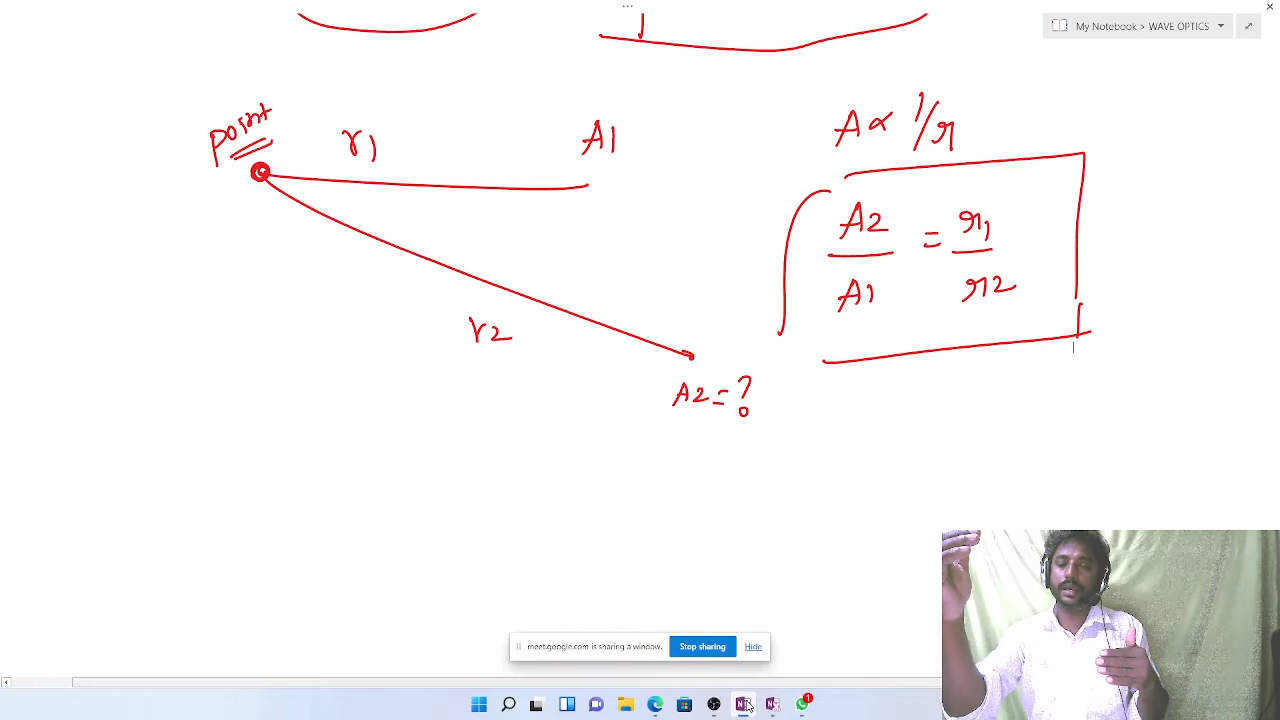 ...
My Notebook > WAVE OPTICS
point
r1
A1
A ∝ 1/r
A2
A1
=
r1
r2
r2
A2 = ?
meet.google.com is sharing a window.
Stop sharing
Hide
1